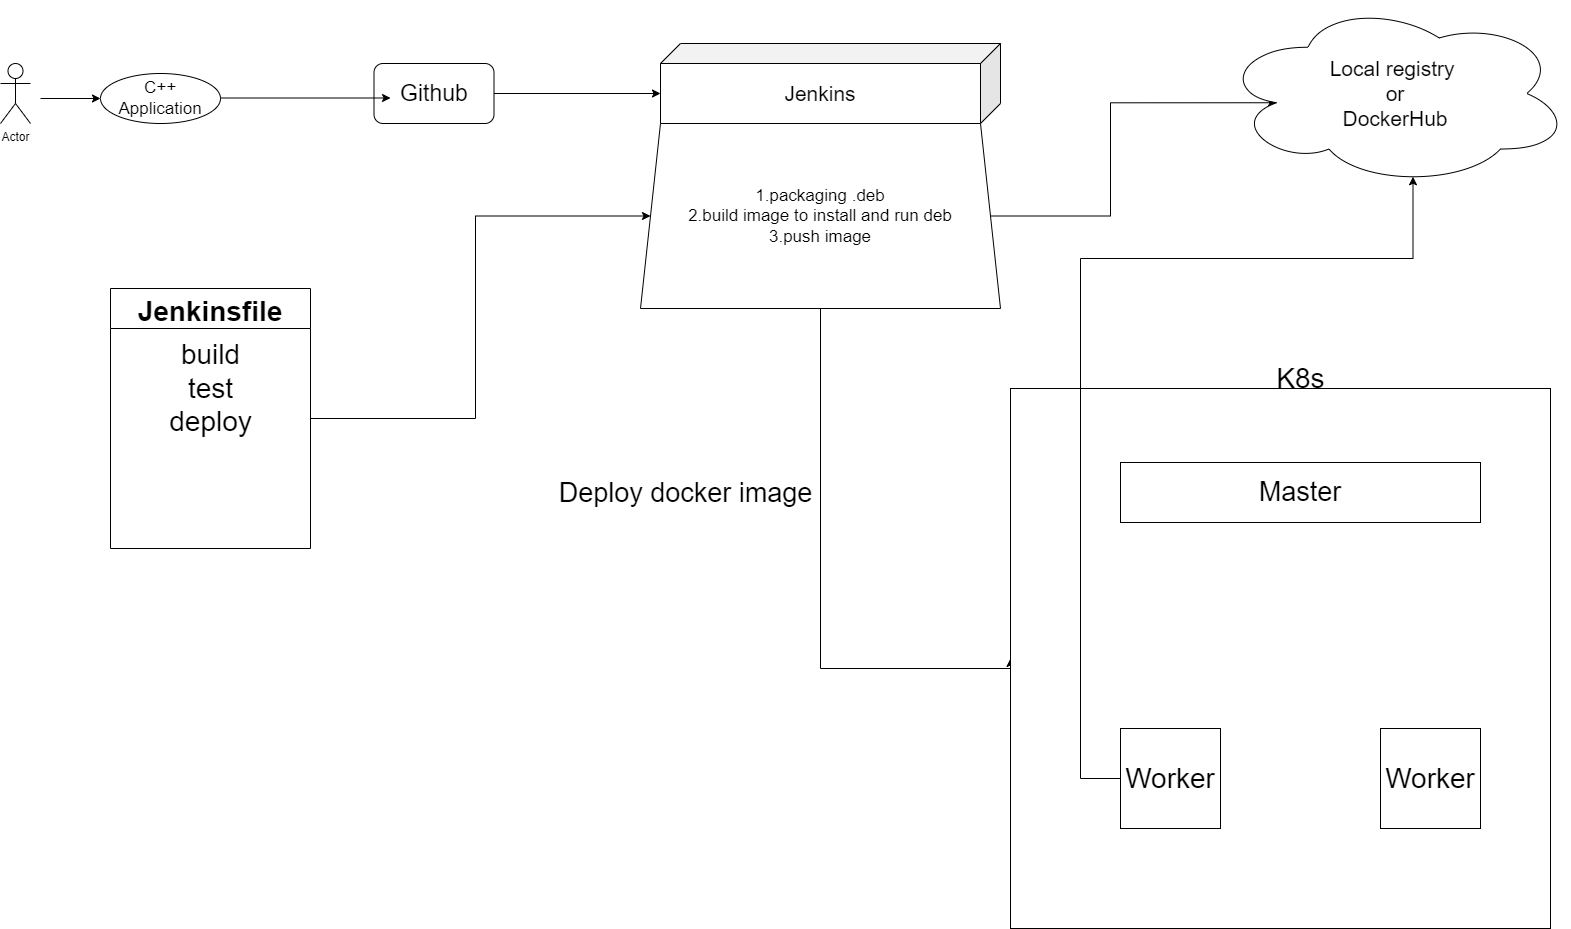 C++
Application
Github
Jenkins
Local registry
or
DockerHub
Actor
1.packaging .deb
2.build image to install and run deb
3.push image
Jenkinsfile
build
test
deploy
K8s
Deploy docker image
Master
Worker
Worker